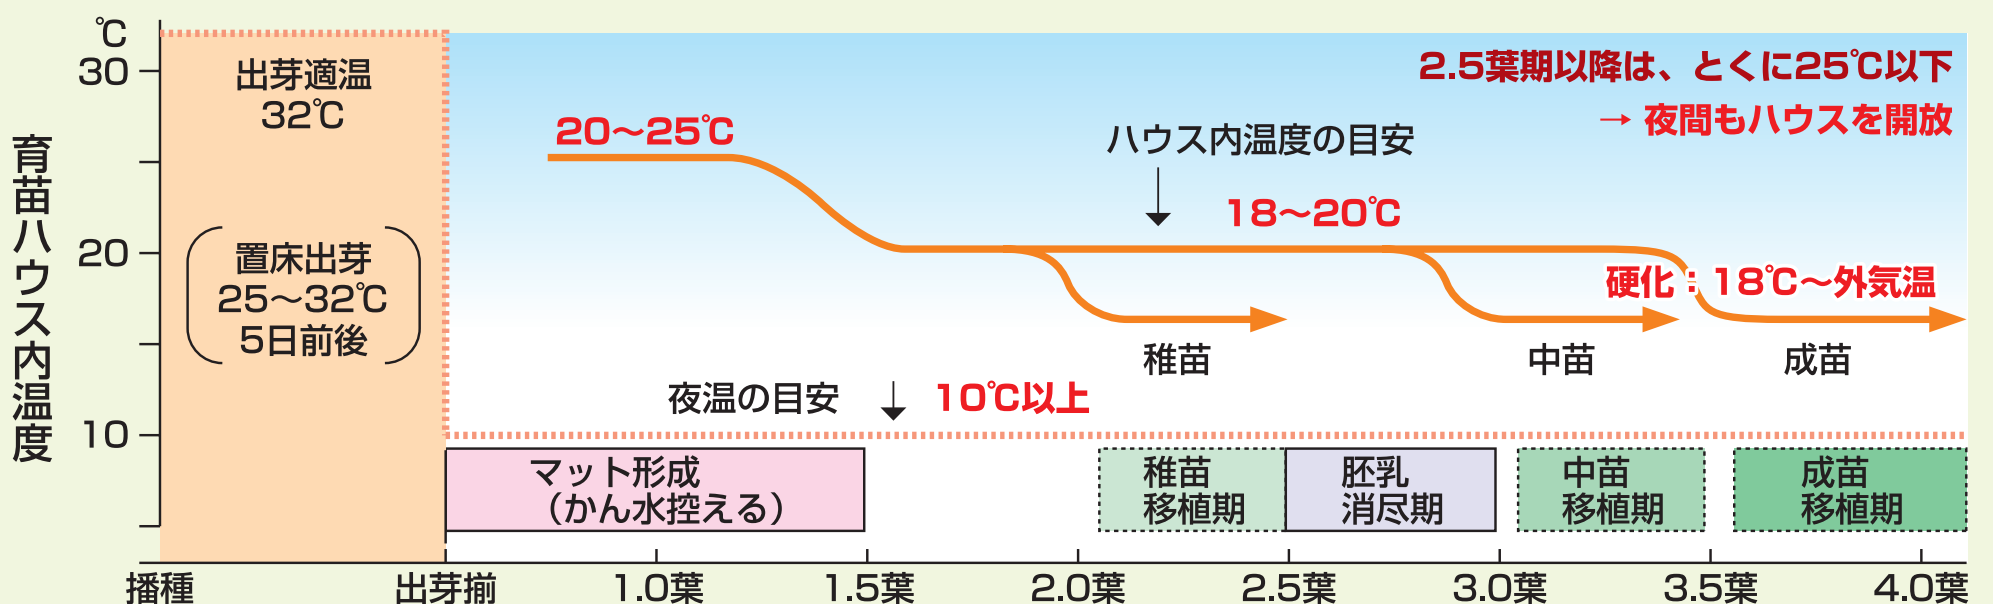 ℃
30
20
10
育苗ハウス内温度
出芽適温
32℃
置床出芽
25〜32℃
5日前後
20〜25℃
ハウス内温度の目安
18〜20℃
2.5葉期以降は、とくに25℃以下
→ 夜間もハウスを開放
硬化：18℃〜外気温
稚苗
中苗
成苗
夜温の目安
10℃以上
マット形成
（かん水控える）
稚苗
移植期
胚乳
消尽期
中苗
移植期
成苗
移植期
播種
出芽揃
1.0葉
1.5葉
2.0葉
2.5葉
3.0葉
3.5葉
4.0葉